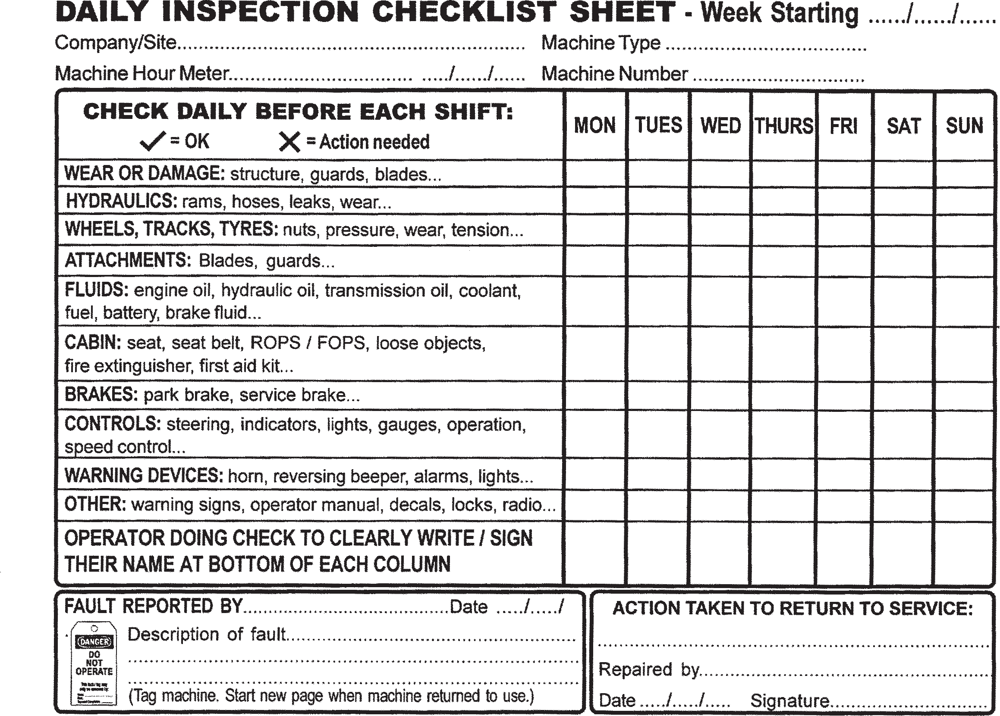 DAILY INSPECTION CHECKLIST SHEET - Week Starting ....../....../......
Company/Site............................................................... Machine Type .....................................
Machine Hour Meter.................................. ...../....../...... Machine Number ...............................
CHECK DAILY BEFORE EACH SHIFT:
✓ = OK ✗ = Action needed
MON TUES WED THURS FRI SAT SUN
WEAR OR DAMAGE: structure, guards, blades...
HYDRAULICS: rams, hoses, leaks, wear...
WHEELS, TRACKS, TYRES: nuts, pressure, wear, tension...
ATTACHMENTS: Blades, guards...
FLUIDS: engine oil, hydraulic oil, transmission oil, coolant,
fuel, battery, brake fluid...
CABIN: seat, seat belt, ROPS / FOPS, loose objects,
fire extinguisher, first aid kit...
BRAKES: park brake, service brake...
CONTROLS: steering, indicators, lights, gauges, operation,
speed control...
WARNING DEVICES: horn, reversing beeper, alarms, lights...
OTHER: warning signs, operator manual, decals, locks, radio...
OPERATOR DOING CHECK TO CLEARLY WRITE / SIGN
THEIR NAME AT BOTTOM OF EACH COLUMN
FAULT REPORTED BY......................................Date ...../...../
Description of fault......................................................
DANGER
DO
NOT
OPERATE
(Tag machine. Start new page when machine returned to use.)
ACTION TAKEN TO RETURN TO SERVICE:
Repaired by......................................................
Date ...../...../..... Signature.............................